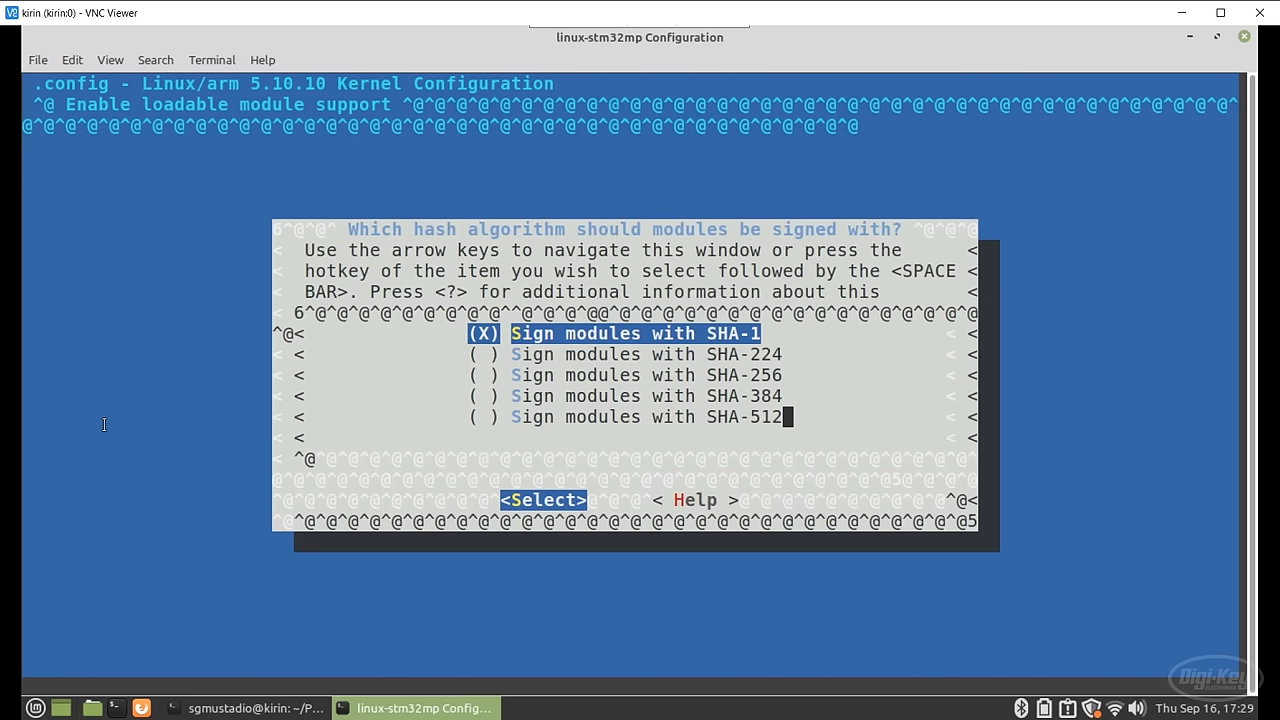 kirin (kirin:0) - VNC Viewer
linux-stm32mp Configuration
File Edit View Search Terminal Help
.config - Linux/arm 5.10.10 Kernel Configuration
^@ Enable loadable module support ^@^@^@^@^@^@^@^@^@^@^@^@^@^@^@^@^@^@^@^@^@^@^@^@^@^@^@^@^@^@^@^@^@^@^@^@^@^@^
@^@^@^@^@^@^@^@^@^@^@^@^@^@^@^@^@^@^@^@^@^@^@^@^@^@^@^@^@^@^@^@^@^@^@^@^@^@^@
6^@^@^ Which hash algorithm should modules be signed with? ^@^@^@
< Use the arrow keys to navigate this window or press the <
< hotkey of the item you wish to select followed by the <SPACE <
< BAR>. Press <?> for additional information about this <
< 6^@^@^@^@^@^@^@^@^@^^@^@^@^@@^@^@^@^@^@^@^@^@^@^@^@^@^@^@^@^@^@
^@< (X) Sign modules with SHA-1 < <
< < ( ) Sign modules with SHA-224 < <
< < ( ) Sign modules with SHA-256 < <
< < ( ) Sign modules with SHA-384 < <
< < ( ) Sign modules with SHA-512 < <
< < < <
< ^@^@^@^@^@^@^@^@^@^@^@^@^@^@^@^@^@^@^@^@^@^@^@^@^@^@^@^@^@^@^@^@
@^@^@^@^@^@^@^@^@^@^@^@^@^@^@^@^@^@^@^@^@^@^@^@^@^@^@^@^@5^@^@^@
^@^@^@^@^@^@^@^@^@^@<Select>^@^@^@ < Help >^@^@^@^@^@^@^@^@^@^@<
^@^@^@^@^@^@^@^@^@^@^@^@^@^@^@^@^@^@^@^@^@^@^@^@^@^@^@^@^@^@^@^@5
Digi-Key
ELECTRONICS
sgmustadio@kirin: ~/P...
linux-stm32mp Config...
Thu Sep 16, 17:29